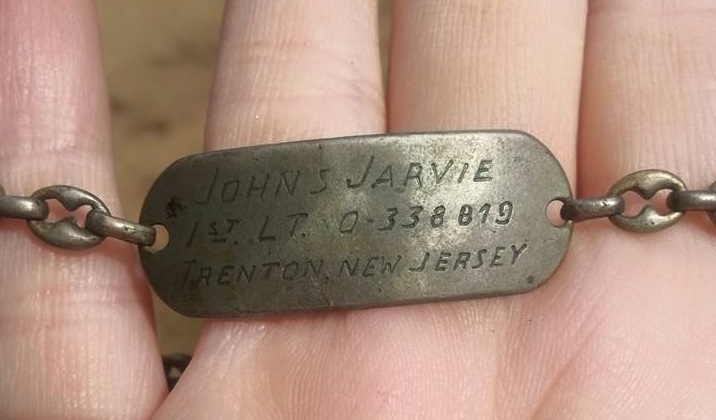 JOHN S JARVIE
1ST. LT. O-338819
TRENTON, NEW JERSEY